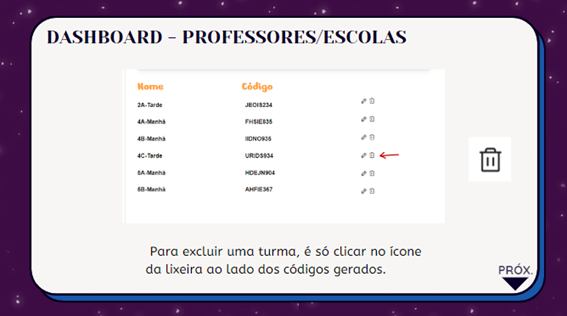 DASHBOARD - PROFESSORES/ESCOLAS
Nome Código
2A-Tarde JEOIS234
4A-Manhã FHSIE835
4B-Manhã IIDNO935
4C-Tarde URIDS934
5A-Manhã HDEJN904
5B-Manhã AHFIE367
Para excluir uma turma, é só clicar no ícone
da lixeira ao lado dos códigos gerados.
PRÓX.